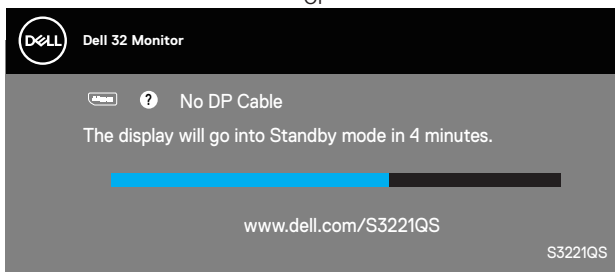 or
DELL
Dell 32 Monitor
? No DP Cable
The display will go into Standby mode in 4 minutes.
www.dell.com/S3221QS
S3221QS